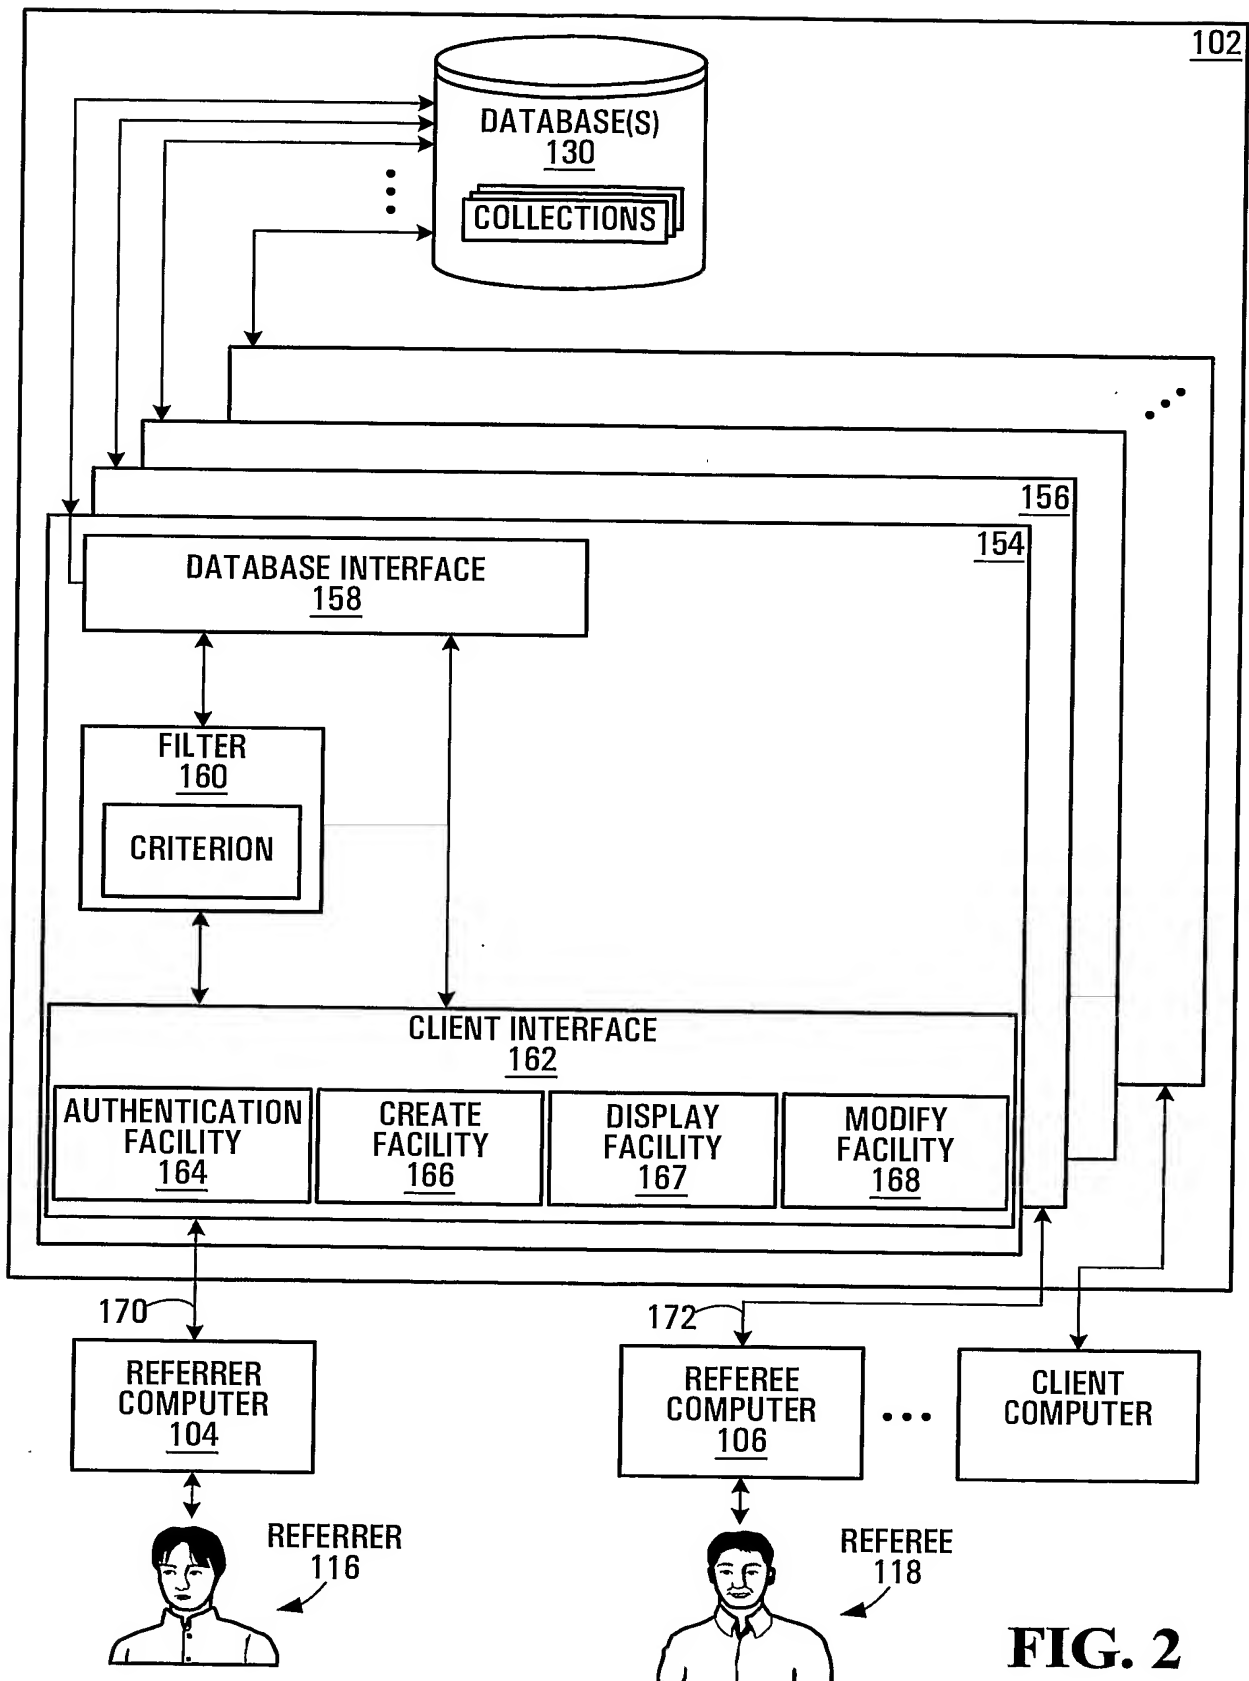 102
DATABASE(S)
130
COLLECTIONS
156
154
DATABASE INTERFACE
158
FILTER
160
CRITERION
CLIENT INTERFACE
162
AUTHENTICATION
FACILITY
164
CREATE
FACILITY
166
DISPLAY
FACILITY
167
MODIFY
FACILITY
168
170
172
REFERRER
COMPUTER
104
REFEREE
COMPUTER
106
CLIENT
COMPUTER
REFERRER
116
REFEREE
118
FIG. 2